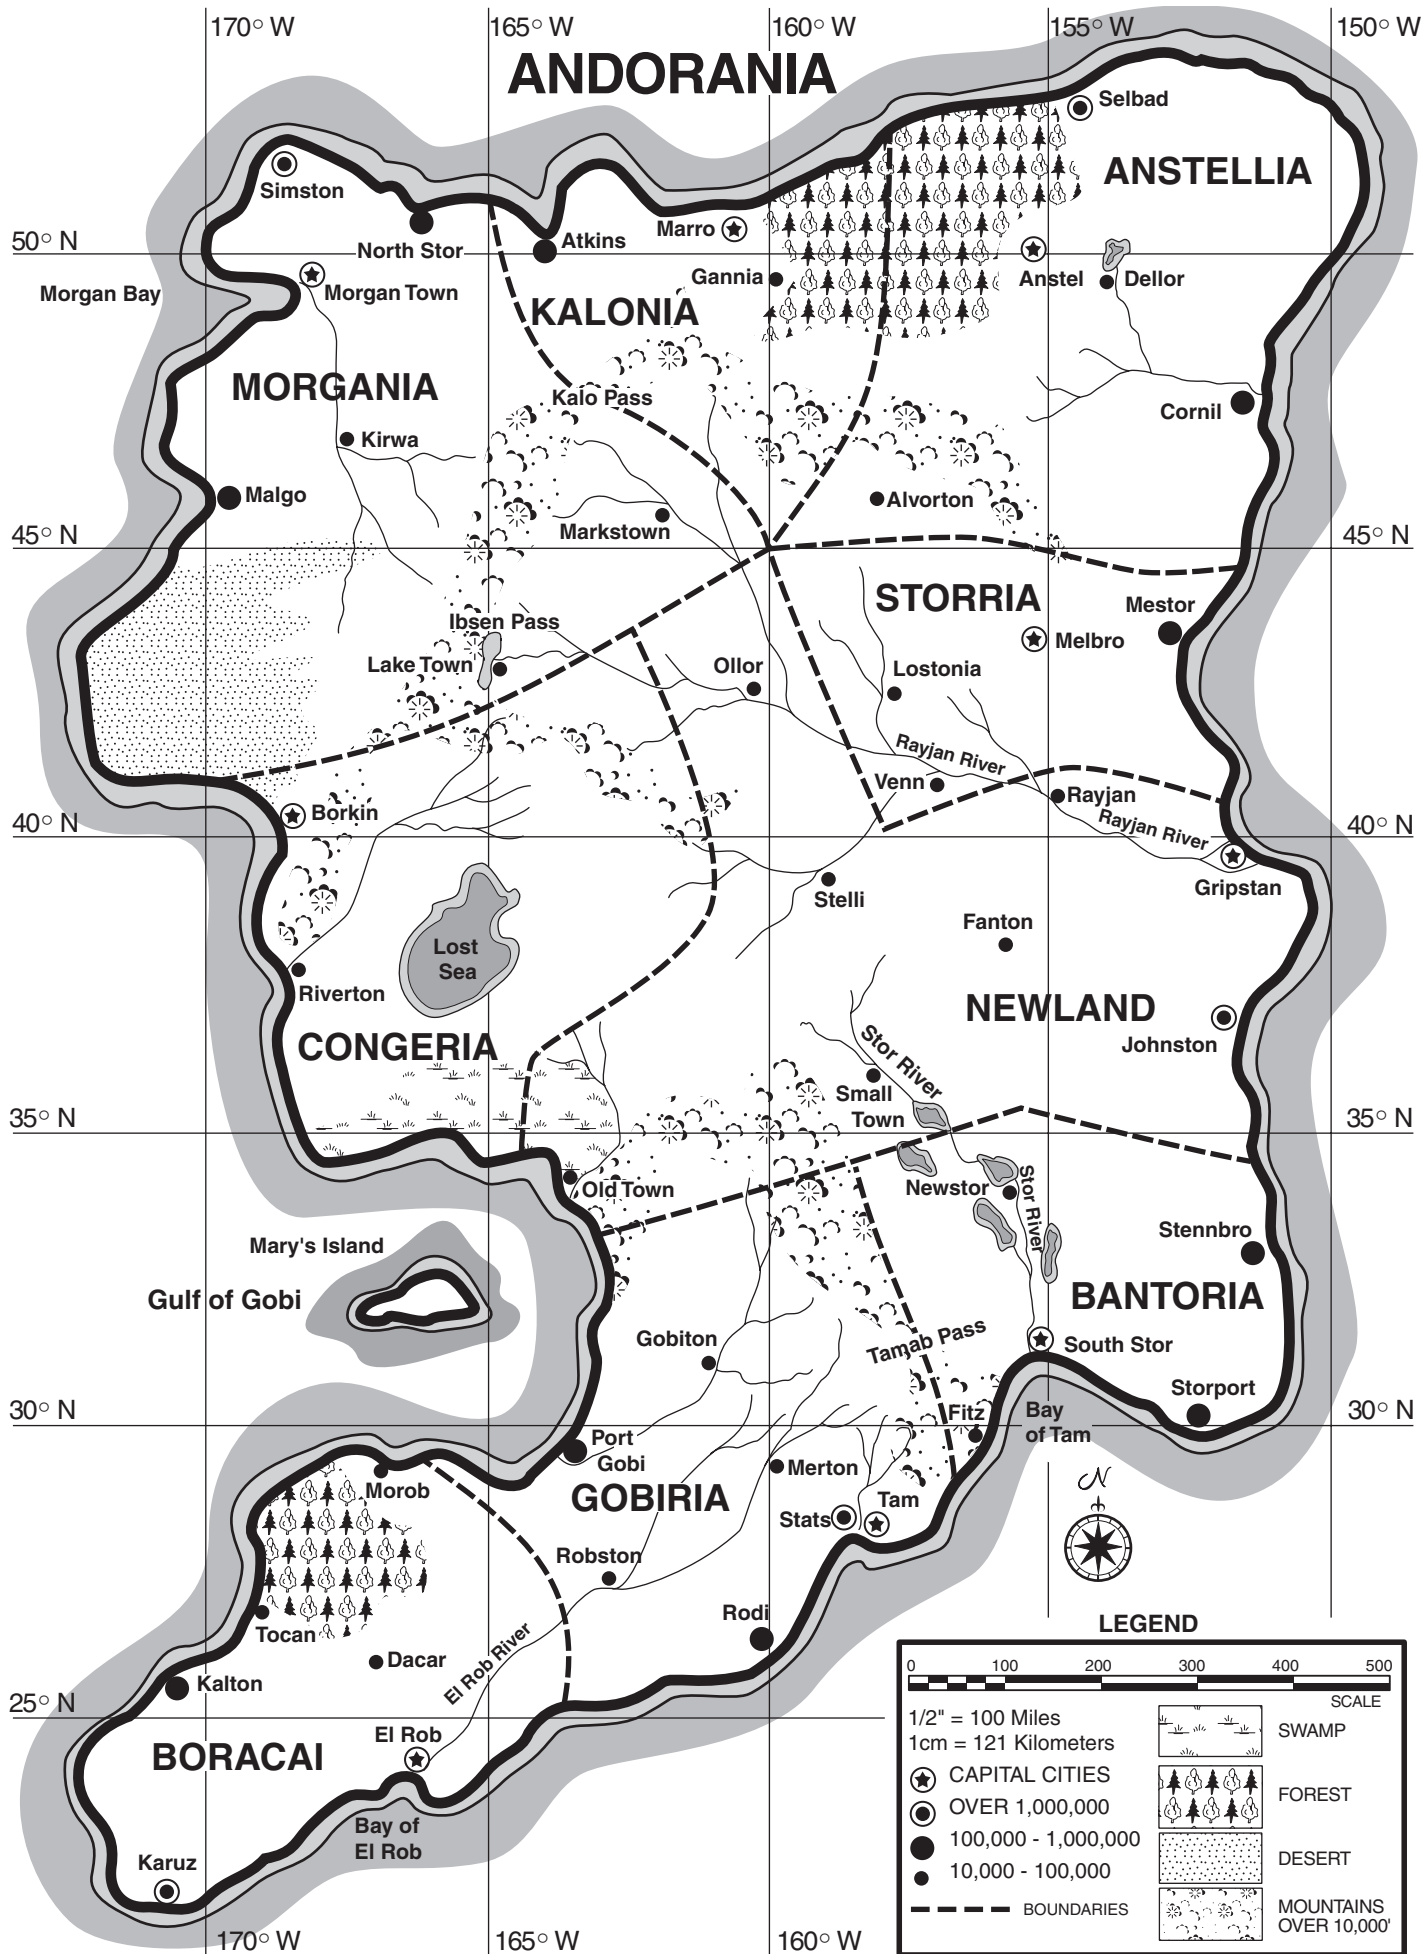 170° W
165° W
160° W
155° W
150° W
ANDORANIA
Selbad
ANSTELLIA
Simston
50° N
North Stor
Atkins
Marro
Anstel
Dellor
Gannia
Morgan Bay
Morgan Town
KALONIA
MORGANIA
Kalo Pass
Cornil
Kirwa
Malgo
Alvorton
Markstown
45° N
45° N
STORRIA
Mestor
Ibsen Pass
Melbro
Lake Town
Ollor
Lostonia
Rayjan River
Venn
Rayjan
Borkin
Rayjan River
40° N
40° N
Gripstan
Stelli
Fanton
Lost
Sea
Riverton
NEWLAND
CONGERIA
Johnston
Stor River
Small
Town
35° N
35° N
Old Town
Newstor
Stor River
Stennbro
Mary's Island
Gulf of Gobi
BANTORIA
Gobiton
Tamab Pass
South Stor
Storport
30° N
Fitz
Bay
of Tam
30° N
Port
Gobi
Morob
GOBIRIA
Merton
Tam
Stats
N
Robston
Rodi
Tocan
Dacar
El Rob River
Kalton
25° N
El Rob
BORACAI
Bay of
El Rob
Karuz
170° W
165° W
160° W
LEGEND
0 100 200 300 400 500
SCALE
1/2" = 100 Miles
1cm = 121 Kilometers
CAPITAL CITIES
OVER 1,000,000
100,000 - 1,000,000
10,000 - 100,000
BOUNDARIES
SWAMP
FOREST
DESERT
MOUNTAINS
OVER 10,000'